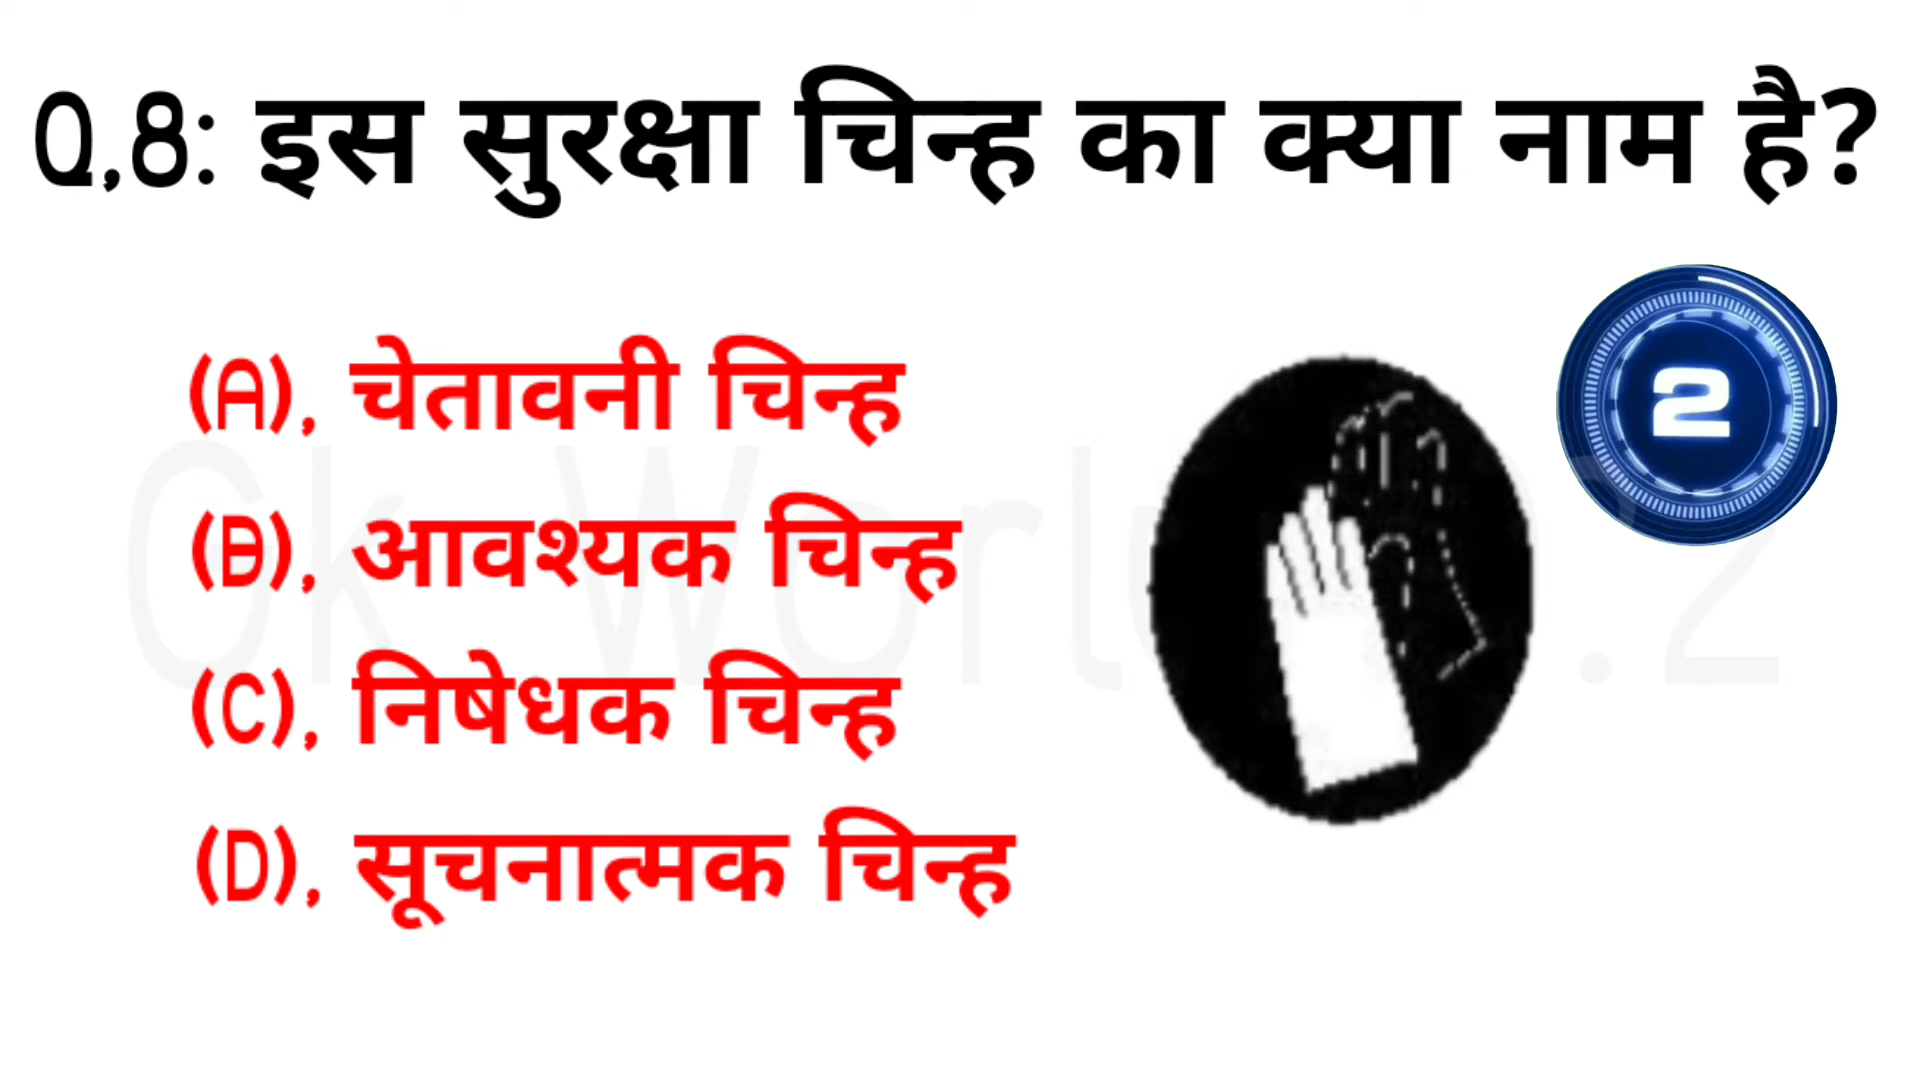 Q,8: इस सुरक्षा चिन्ह का क्या नाम है?
2
(A), चेतावनी चिन्ह
(B), आवश्यक चिन्ह
(C), निषेधक चिन्ह
(D), सूचनात्मक चिन्ह